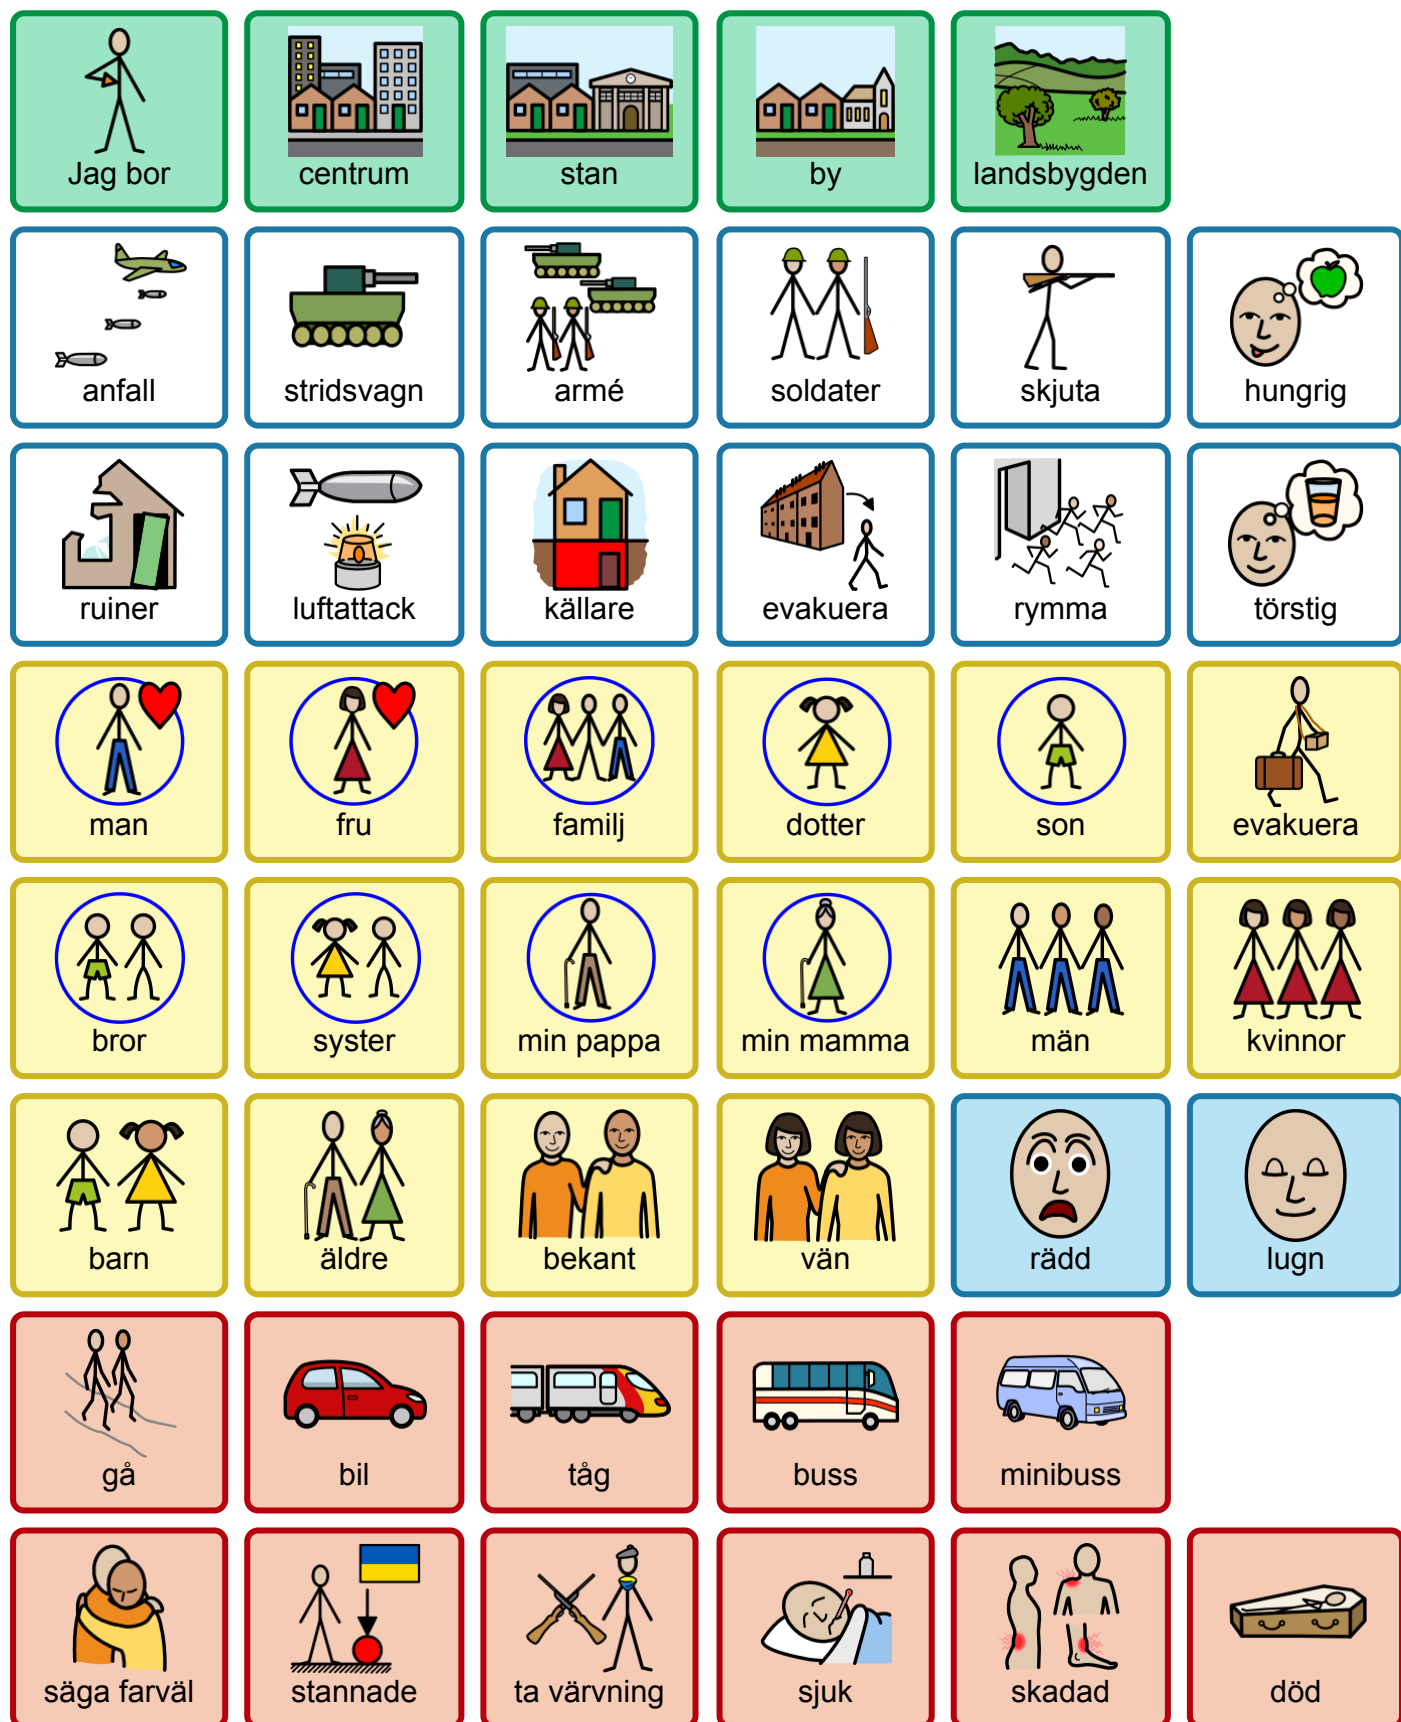 Jag bor
centrum
stan
by
landsbygden
anfall
stridsvagn
armé
soldater
skjuta
hungrig
ruiner
luftattack
källare
evakuera
rymma
törstig
man
fru
familj
dotter
son
evakuera
bror
syster
min pappa
min mamma
män
kvinnor
barn
äldre
bekant
vän
rädd
lugn
gå
bil
tåg
buss
minibuss
säga farväl
stannade
ta värvning
sjuk
skadad
död